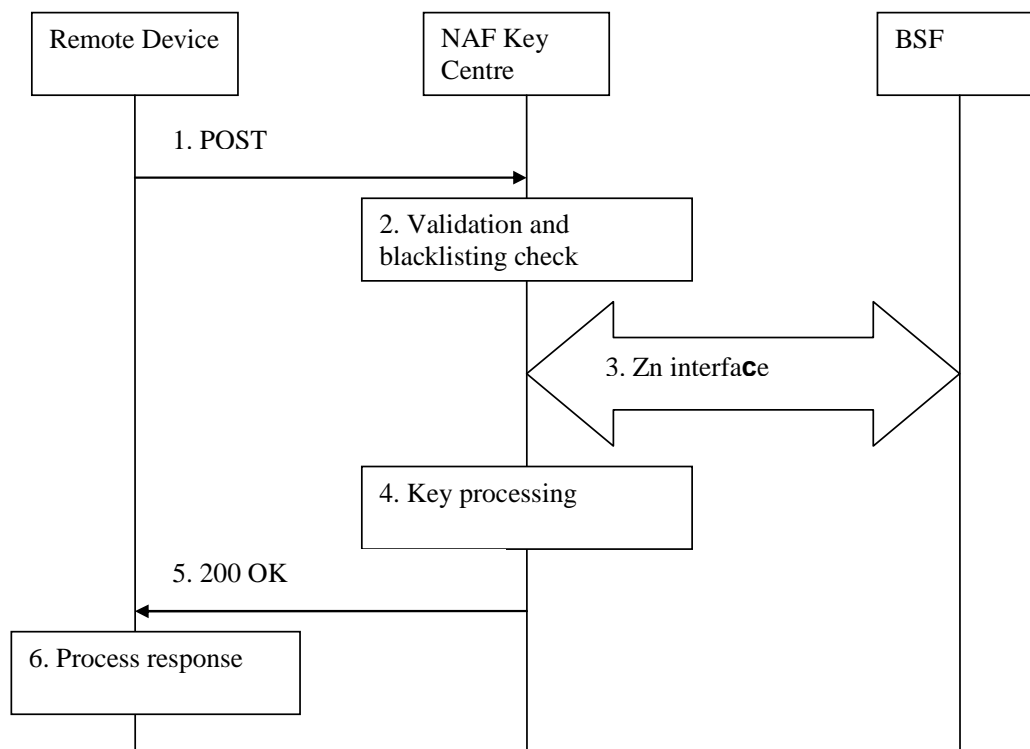 Remote Device
NAF Key
Centre
BSF
1. POST
2. Validation and
blacklisting check
3. Zn interface
4. Key processing
5. 200 OK
6. Process response